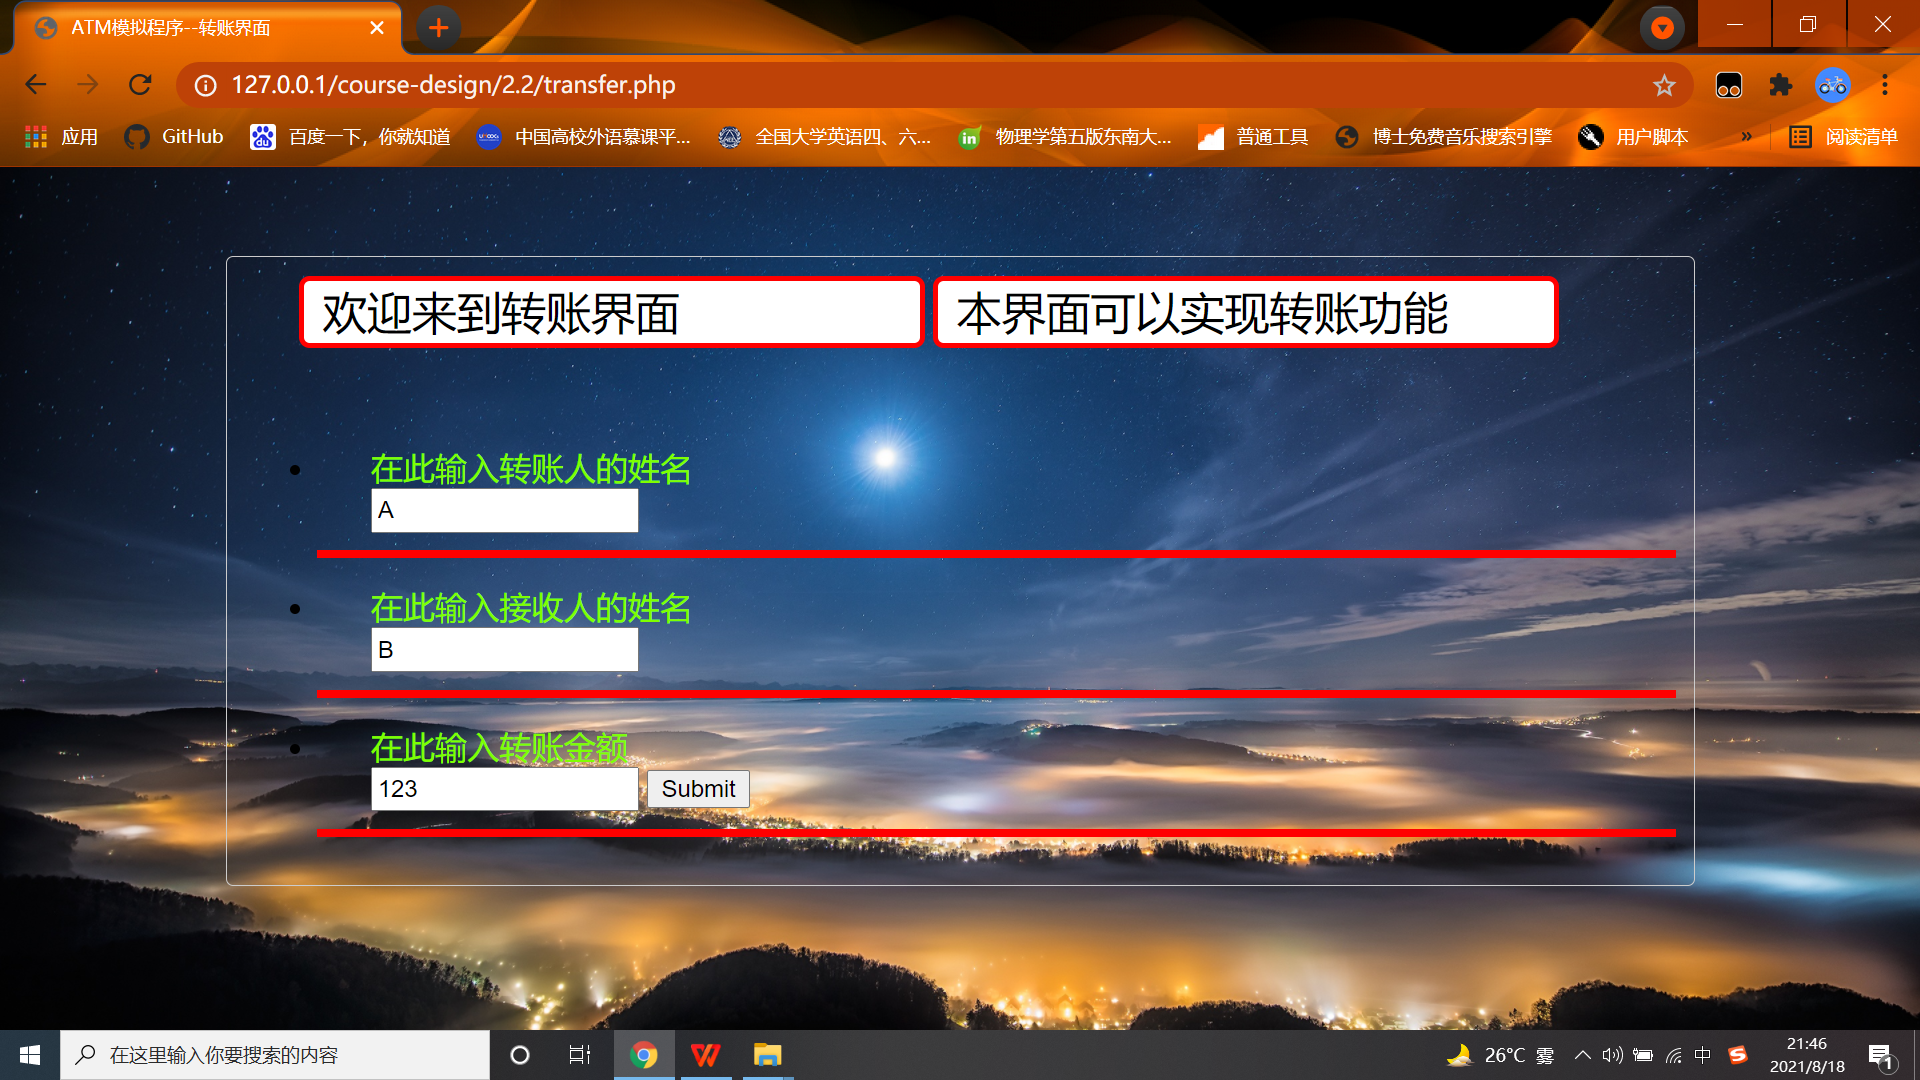 ATM模拟程序--转账界面
127.0.0.1/course-design/2.2/transfer.php
应用 GitHub 百度一下，你就知道 中国高校外语慕课平... 全国大学英语四、六... 物理学第五版东南大... 普通工具 博士免费音乐搜索引擎 用户脚本 » 阅读清单
欢迎来到转账界面 本界面可以实现转账功能
在此输入转账人的姓名
A
在此输入接收人的姓名
B
在此输入转账金额
123 Submit
在这里输入你要搜索的内容
26°C 雾 中
21:46
2021/8/18
1